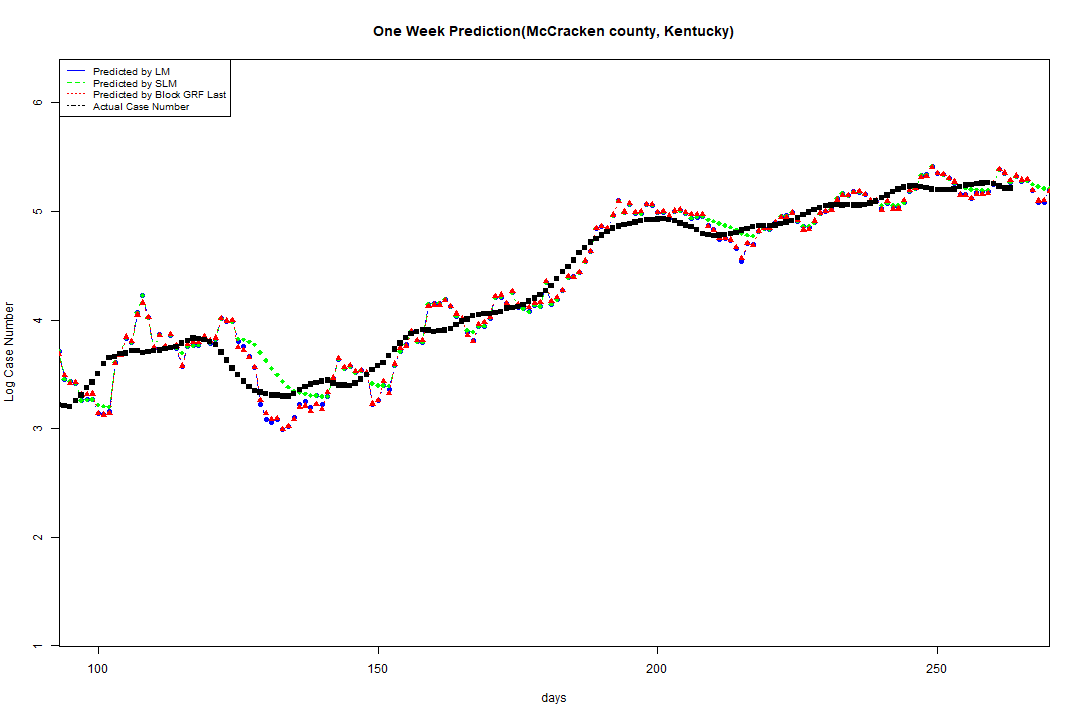 One Week Prediction(McCracken county, Kentucky)
Predicted by LM
Predicted by SLM
Predicted by Block GRF Last
Actual Case Number
Log Case Number
6
5
4
3
2
1
100 150 200 250
days